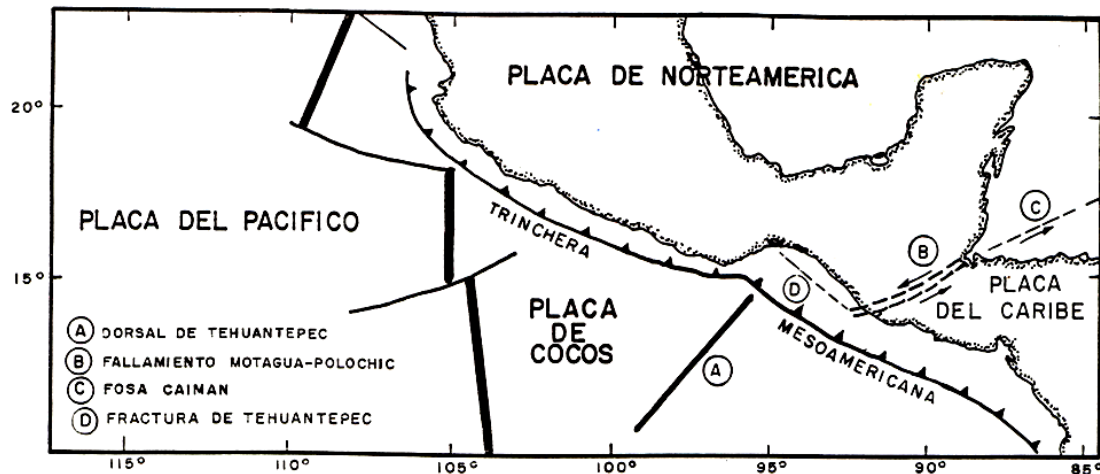 PLACA DE NORTEAMERICA
20°
PLACA DEL PACIFICO
TRINCHERA
C
B
15°
D
PLACA
DEL CARIBE
PLACA
DE
COCOS
MESOAMERICANA
A
A DORSAL DE TEHUANTEPEC
B FALLAMIENTO MOTAGUA-POLOCHIC
C FOSA CAIMAN
D FRACTURA DE TEHUANTEPEC
115° 110° 105° 100° 95° 90° 85°